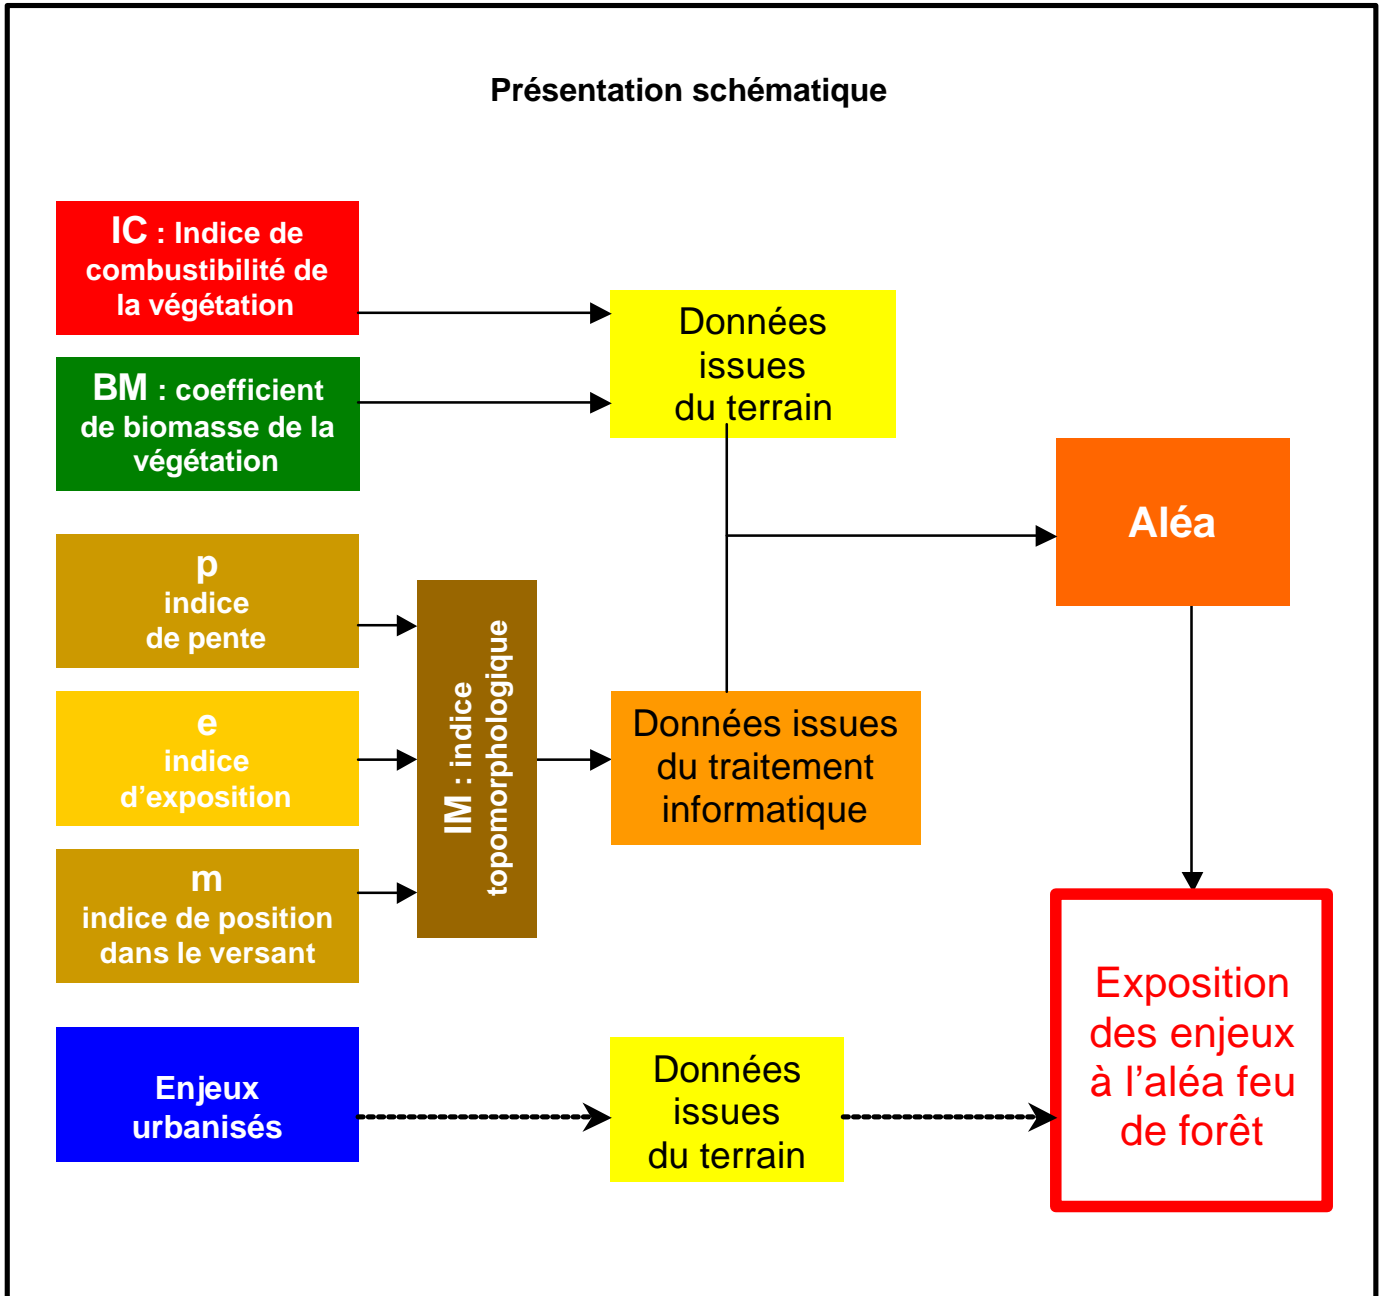 Présentation schématique
IC : Indice de
combustibilité de
la végétation
BM : coefficient
de biomasse de la
végétation
p
indice
de pente
e
indice
d'exposition
m
indice de position
dans le versant
Enjeux
urbanisés
IM : indice
topomorphologique
Données
issues
du terrain
Données issues
du traitement
informatique
Données
issues
du terrain
Aléa
Exposition
des enjeux
à l’aléa feu
de forêt